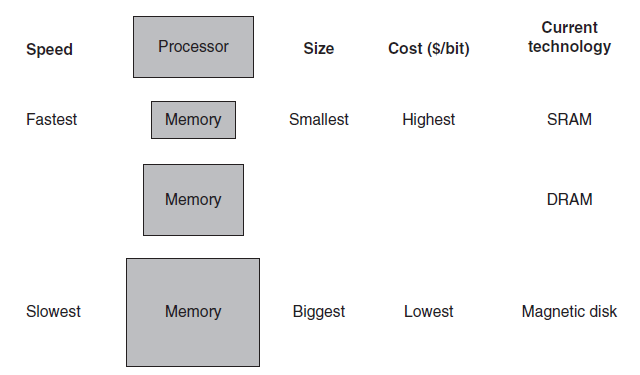 Speed
Processor
Size
Cost ($/bit)
Current
technology
Fastest
Memory
Smallest
Highest
SRAM
Memory
DRAM
Slowest
Memory
Biggest
Lowest
Magnetic disk